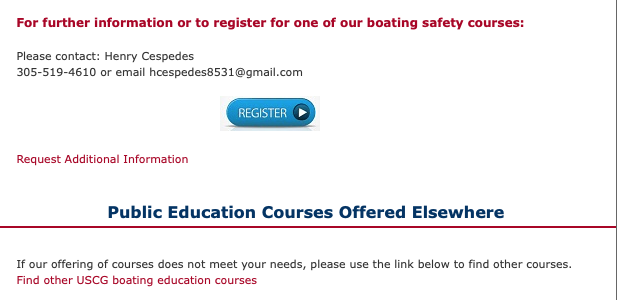 For further information or to register for one of our boating safety courses:
Please contact: Henry Cespedes
305-519-4610 or email hcespedes8531@gmail.com
REGISTER
Request Additional Information
Public Education Courses Offered Elsewhere
If our offering of courses does not meet your needs, please use the link below to find other courses.
Find other USCG boating education courses